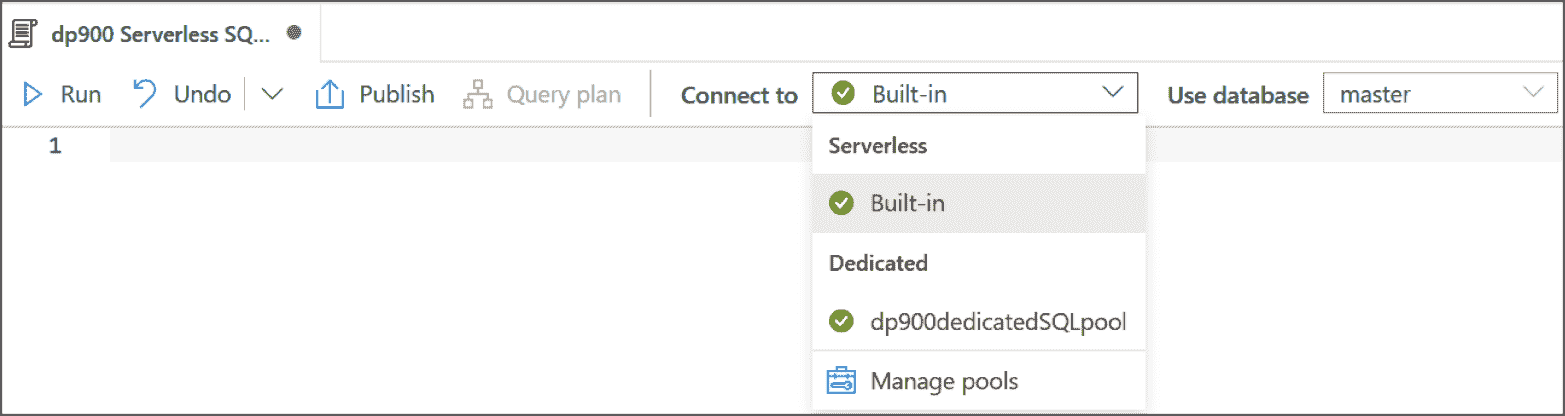 dp900 Serverless SQ...
Run Undo Publish Query plan Connect to Built-in Use database master
1
Serverless
Built-in
Dedicated
dp900dedicatedSQLpool
Manage pools